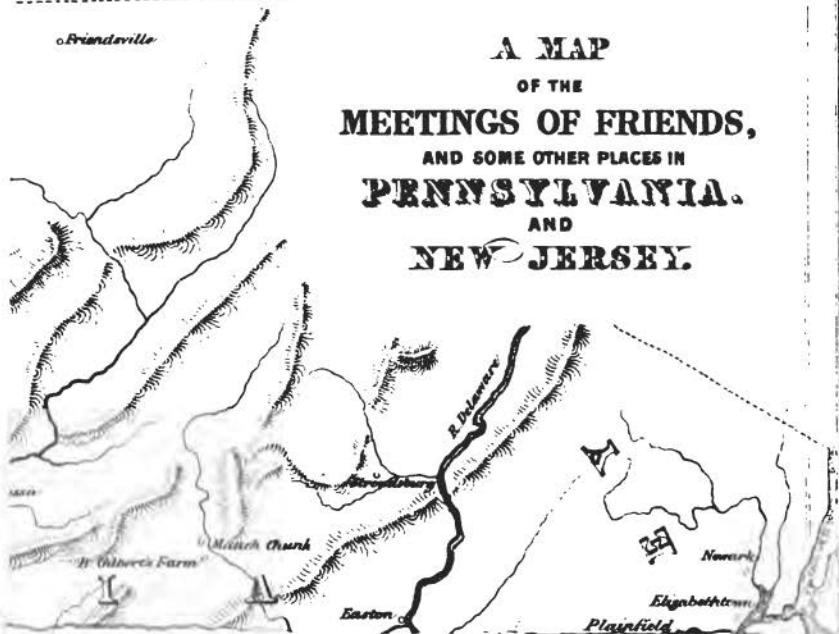 Friendsville
A MAP
OF THE
MEETINGS OF FRIENDS,
AND SOME OTHER PLACES IN
PENNSYLVANIA.
AND
NEW JERSEY.
R. Delaware
Stroudsburg
Mauch Chunk
B. Gilbert's Farm
Newark
Elizabethtown
Easton
Plainfield
N
E
A
L